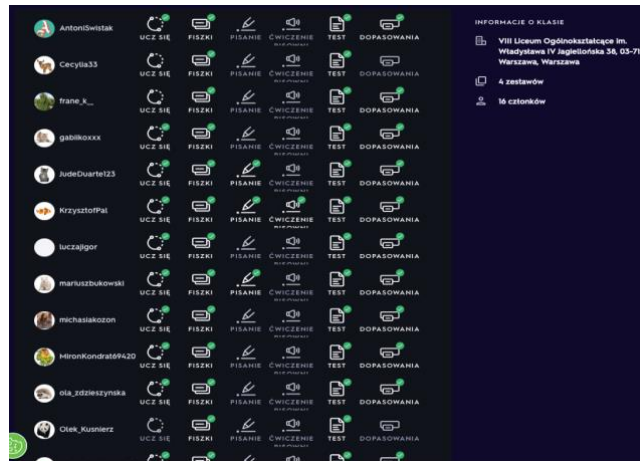 AntoniSwistak
UCZ SIĘ FISZKI PISANIE ĆWICZENIE TEST DOPASOWANIA
Cecylia33
UCZ SIĘ FISZKI PISANIE ĆWICZENIE TEST DOPASOWANIA
frane_k_
UCZ SIĘ FISZKI PISANIE ĆWICZENIE TEST DOPASOWANIA
gablikoxxx
UCZ SIĘ FISZKI PISANIE ĆWICZENIE TEST DOPASOWANIA
JudeDuarte123
UCZ SIĘ FISZKI PISANIE ĆWICZENIE TEST DOPASOWANIA
KrzysztofPal
UCZ SIĘ FISZKI PISANIE ĆWICZENIE TEST DOPASOWANIA
luczajIgor
UCZ SIĘ FISZKI PISANIE ĆWICZENIE TEST DOPASOWANIA
mariuszbukowski
UCZ SIĘ FISZKI PISANIE ĆWICZENIE TEST DOPASOWANIA
michasiakozon
UCZ SIĘ FISZKI PISANIE ĆWICZENIE TEST DOPASOWANIA
MironKondrat69420
UCZ SIĘ FISZKI PISANIE ĆWICZENIE TEST DOPASOWANIA
ola_zdzieszynska
UCZ SIĘ FISZKI PISANIE ĆWICZENIE TEST DOPASOWANIA
Olek_Kusnierz
UCZ SIĘ FISZKI PISANIE ĆWICZENIE TEST DOPASOWANIA
INFORMACJE O KLASIE
VIII Liceum Ogólnokształcące im.
Władysława IV Jagiellońska 38, 03-71
Warszawa, Warszawa
4 zestawów
16 członków